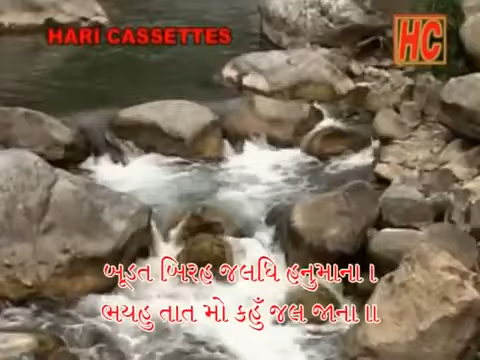 HARI CASSETTES
HC
બૂડત બિરહ જલધિ હનુમાના ।
ભયહુ તાત મો કહુઁ જલ જાના ॥